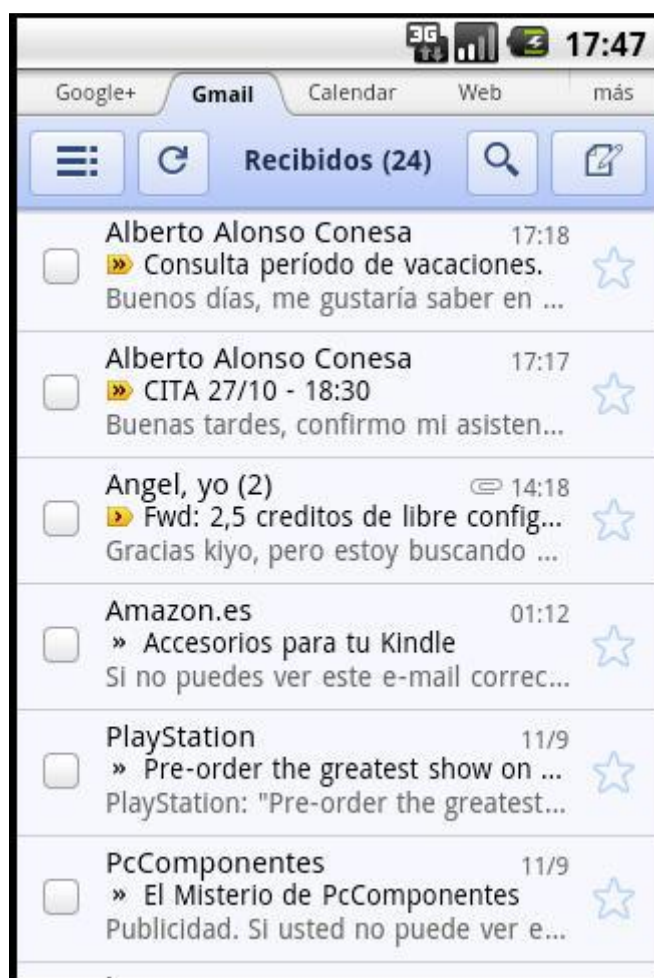 3G 17:47
Google+ Gmail Calendar Web más
Recibidos (24)
Alberto Alonso Conesa 17:18
» Consulta período de vacaciones.
Buenos días, me gustaría saber en ...
Alberto Alonso Conesa 17:17
» CITA 27/10 - 18:30
Buenas tardes, confirmo mi asisten...
Angel, yo (2) 14:18
› Fwd: 2,5 creditos de libre config...
Gracias kiyo, pero estoy buscando ...
Amazon.es 01:12
» Accesorios para tu Kindle
Si no puedes ver este e-mail correc...
PlayStation 11/9
» Pre-order the greatest show on ...
PlayStation: "Pre-order the greatest...
PcComponentes 11/9
» El Misterio de PcComponentes
Publicidad. Si usted no puede ver e...